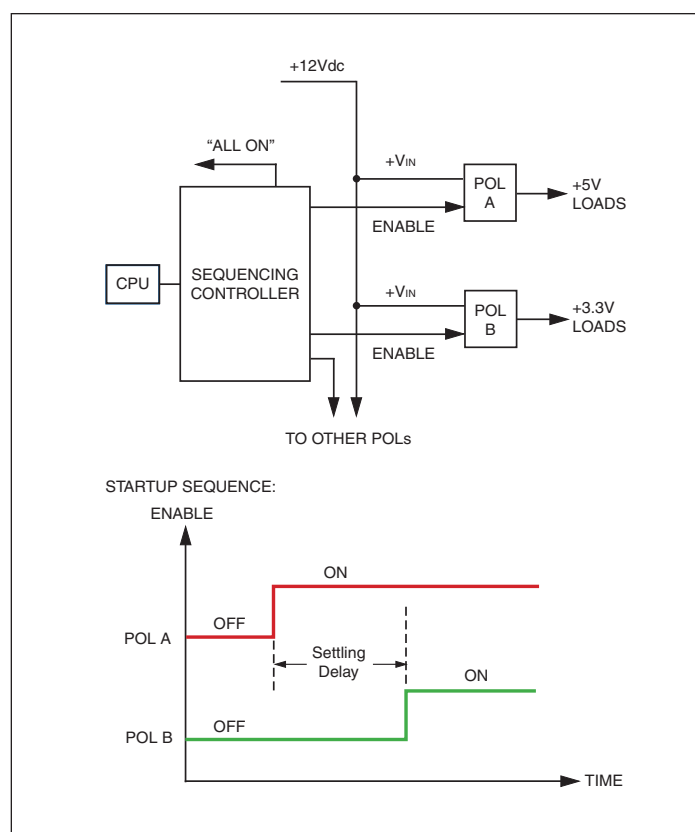 +12Vdc
“ALL ON”
+VIN
POL
A
+5V
LOADS
ENABLE
CPU
SEQUENCING
CONTROLLER
+VIN
POL
B
+3.3V
LOADS
ENABLE
TO OTHER POLs
STARTUP SEQUENCE:
ENABLE
ON
OFF
POL A
Settling
Delay
ON
OFF
POL B
TIME